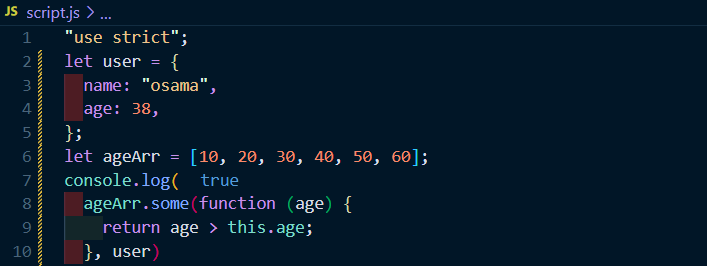 JS script.js > ...
1 "use strict";
2 let user = {
3 name: "osama",
4 age: 38,
5 };
6 let ageArr = [10, 20, 30, 40, 50, 60];
7 console.log( true
8 ageArr.some(function (age) {
9 return age > this.age;
10 }, user)